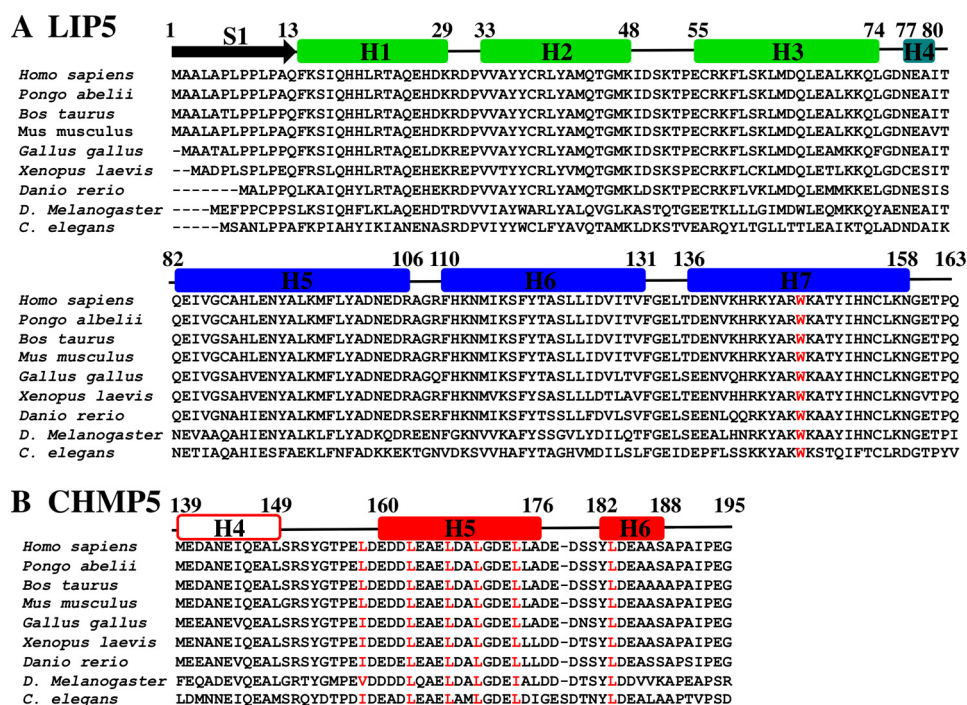 A LIP5
1 S1 13 H1 29 33 H2 48 55 H3 74 77 H4 80
Homo sapiens MAALAPLPPLPAQFKSIQHHLRTAQEHDKRDPVVAYYCRLYAMQTGMKIDSKTPECRKFLSKLMDQLEALKKQLGDNEAIT
Pongo abelii MAALAPLPPLPAQFKSIQHHLRTAQEHDKRDPVVAYYCRLYAMQTGMKIDSKTPECRKFLSKLMDQLEALKKQLGDNEAIT
Bos taurus MAALATLPPLPAQFKSIQHHLRTAQEHDKRDPVVAYYCRLYAMQTGMKIDSKTPECRKFLSKLMDQLEALKKQLGDNEAIT
Mus musculus MAALAPLPPLPAQFKSIQHHLRTAQEHDKRDPVVAYYCRLYAMQTGMKIDSKTPECRKFLSKLMDQLEALKKQLGDNEAVT
Gallus gallus -MAATALPPLPPQFKSIQHHLRTAQELDKREPVVAYYCRLYAMQTGMKIDSKTPECRKFLSKLMDQLEAMKKQFGDNEAIT
Xenopus laevis --MADPLSPLPEQFRSLQHHLRTAQEHEKREPVVTYYCRLYVMQTGMKIDSKTPECRKFLCKLMDQLEALKKQLGDCESIT
Danio rerio -------MALPPQLKAIQHYLRTAQEHEKRDPVVAYYCRLYAMQTGMKLDSKTPECRKFLVKLMDQLEMMKKELGDNESIS
D. Melanogaster ----MEFPPCPPSLKSIQHFLKLAQEHDTRDVVIAYWARLYALQVGLKASTQTGEETKLLLGIMDWLEQMKKQYAENEAIT
C. elegans -----MSANLPPAFKPIAHYIKIANENASRDPVIYYWCLFYAVQTAMKLDKSTVEARQYLTGLLTTLEAIKTQLADNDAIK
82 H5 106 110 H6 131 136 H7 158 163
Homo sapiens QEIVGCAHLENYALKMFLYADNEDRAGRFHKNMIKSFYTASLLIDVITVFGELTDENVKHRKYARWKATYIHNCLKNGETPQ
Pongo albelii QEIVGCAHLENYALKMFLYADNEDRAGRFHKNMIKSFYTASLLIDVITVFGELTDENVKHRKYARWKATYIHNCLKNGETPQ
Bos taurus QEIVGSAHLENYALKMFLYADNEDRAGRFHKNMIKSFYTASLLIDVITVFGELTDENVKHRKYARWKATYIHNCLKNGETPQ
Mus musculus QEIVGCAHLENYALKMFLYADNEDRAGRFHKNMIKSFYTASLLIDVITVFGELTDENVKHRKYARWKATYIHNCLKNGETPQ
Gallus gallus QEIVGSAHVENYALKMFLYADNEDRAGQFHKNMIKSFYTASLLIDVLTVFGELSEENVQHRKYARWKAAYIHNCLKNGETPQ
Xenopus laevis QEIVGSAHVENYALKMFLYADNEDRAGRFHKNMVKSFYSASLLLDTLAVFGELTEENVHHRKYARWKAAYIHNCLKNGVTPQ
Danio rerio QEIVGNAHIENYALKMFLYADNEDRSERFHKNMIKSFYTSSLLFDVLSVFGELSEENLQQRKYAKWKAAYIHNCLKNGETPQ
D. Melanogaster NEVAAQAHIENYALKLFLYADKQDREENFGKNVVKAFYSSGVLYDILQTFGELSEEALHNRKYAKWKAAYIHNCLKNGETPI
C. elegans NETIAQAHIESFAEKLFNFADKKEKTGNVDKSVVHAFYTAGHVMDILSLFGEIDEPFLSSKKYAKWKSTQIFTCLRDGTPYV
B CHMP5
139 H4 149 160 H5 176 182 H6 188 195
Homo sapiens MEDANEIQEALSRSYGTPELDEDDLEAELDALGDELLADE-DSSYLDEAASAPAIPEG
Pongo abelii MEDANEIQEALSRSYGTPELDEDDLEAELDALGDELLADE-DSSYLDEAASAPAIPEG
Bos taurus MEDANEIQEALSRSYGTPELDEDDLEAELDALGDELLADE-DSSYLDEAAAAPAIPEG
Mus musculus MEDANEIQEALGRSYGTPELDEDDLEAELDALGDELLADE-DSSYLDEAASAPAIPEG
Gallus gallus MEEANEVQEALSRSYGTPEIDEDDLEAELDALGDELLADE-DNSYLDEAASAPAIPEG
Xenopus laevis MENANEIQEALSRSYGTPEIDEDDLEAELDALGDELLLDD-DTSYLDEAASAPAIPEG
Danio rerio MEEANEVQEALSRSYGTPEIDEDELEAELDALGDELLLDD-DSSYLDEASSAPSIPEG
D. Melanogaster FEQADEVQEALGRTYGMPEVDDDDLQAELDALGDEIALDD-DTSYLDDVVKAPEAPSR
C. elegans LDMNNEIQEAMSRQYDTPDIDEADLEAELAMLGDELDIGESDTNYLDEALAAPTVPSD